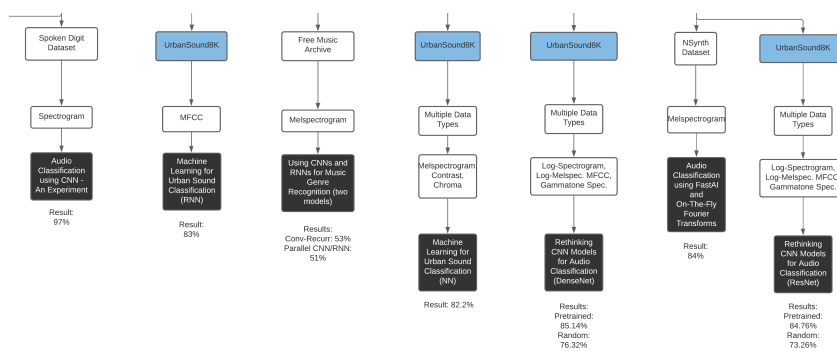 Spoken Digit
Dataset
Spectrogram
Audio
Classification
using CNN -
An Experiment
Result:
97%
UrbanSound8K
MFCC
Machine
Learning for
Urban Sound
Classification
(RNN)
Result:
83%
Free Music
Archive
Melspectrogram
Using CNNs and
RNNs for Music
Genre
Recognition (two
models)
Results:
Conv-Recurr: 53%
Parallel CNN/RNN:
51%
UrbanSound8K
Multiple Data
Types
Melspectrogram,
Contrast,
Chroma
Machine
Learning for
Urban Sound
Classification
(NN)
Result: 82.2%
UrbanSound8K
Multiple Data
Types
Log-Spectrogram,
Log-Melspec. MFCC,
Gammatone Spec.
Rethinking
CNN Models
for Audio
Classification
(DenseNet)
Results:
Pretrained:
85.14%
Random:
76.32%
NSynth
Dataset
Melspectrogram
Audio
Classification
using FastAI
and
On-The-Fly
Fourier
Transforms
Result:
84%
UrbanSound8K
Multiple Data
Types
Log-Spectrogram,
Log-Melspec. MFCC,
Gammatone Spec.
Rethinking
CNN Models
for Audio
Classification
(ResNet)
Results:
Pretrained:
84.76%
Random:
73.26%